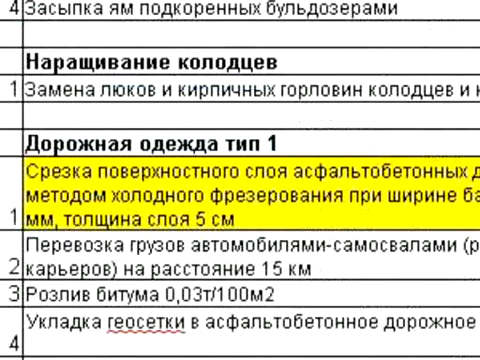 4 Засыпка ям подкоренных бульдозерами
Наращивание колодцев
1 Замена люков и кирпичных горловин колодцев и
Дорожная одежда тип 1
Срезка поверхностного слоя асфальтобетонных
методом холодного фрезерования при ширине
1 мм, толщина слоя 5 см
Перевозка грузов автомобилями-самосвалами (р
2 карьеров) на расстояние 15 км
3 Розлив битума 0,03т/100м2
Укладка геосетки в асфальтобетонное дорожное
4